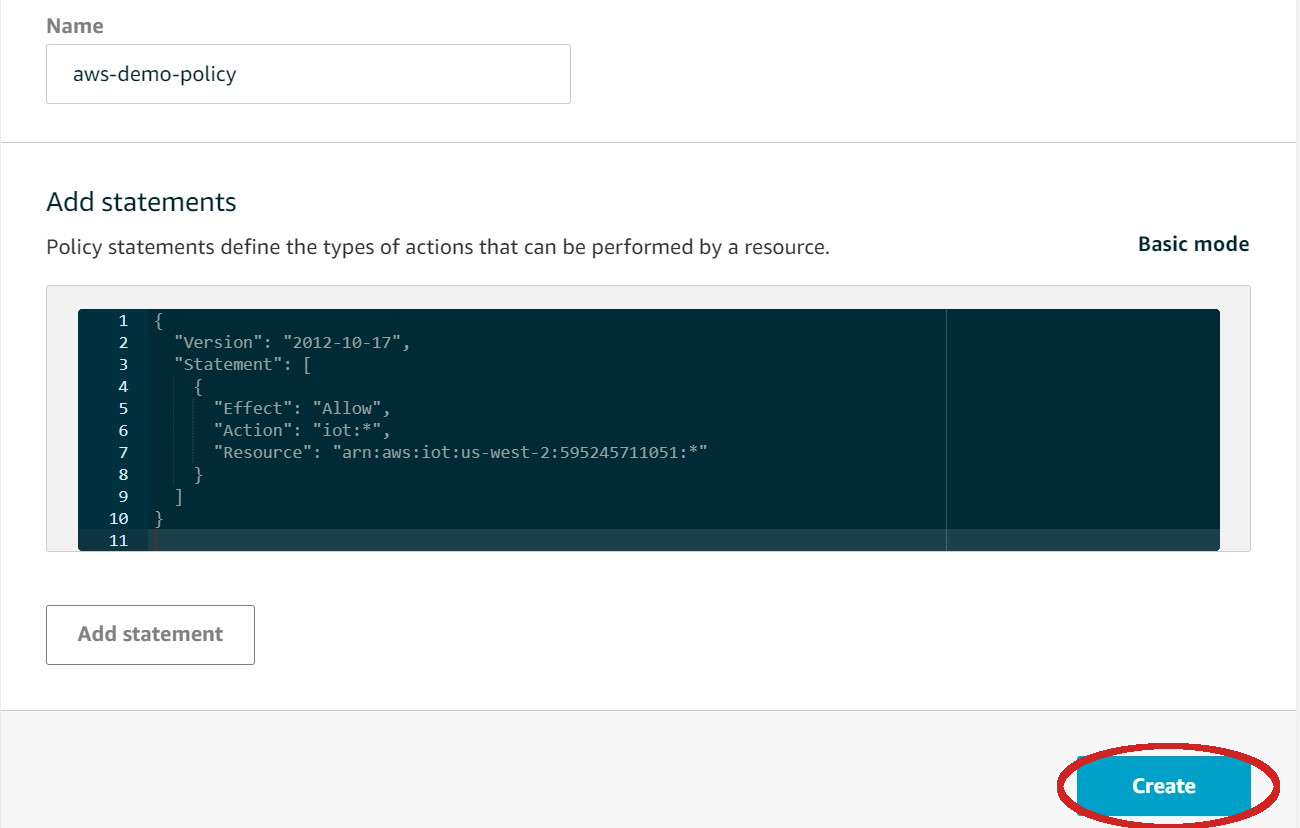 Name
aws-demo-policy
Add statements
Policy statements define the types of actions that can be performed by a resource.
Basic mode
1 {
2 "Version": "2012-10-17",
3 "Statement": [
4 {
5 "Effect": "Allow",
6 "Action": "iot:*",
7 "Resource": "arn:aws:iot:us-west-2:595245711051:*"
8 }
9 ]
10 }
11
Add statement
Create